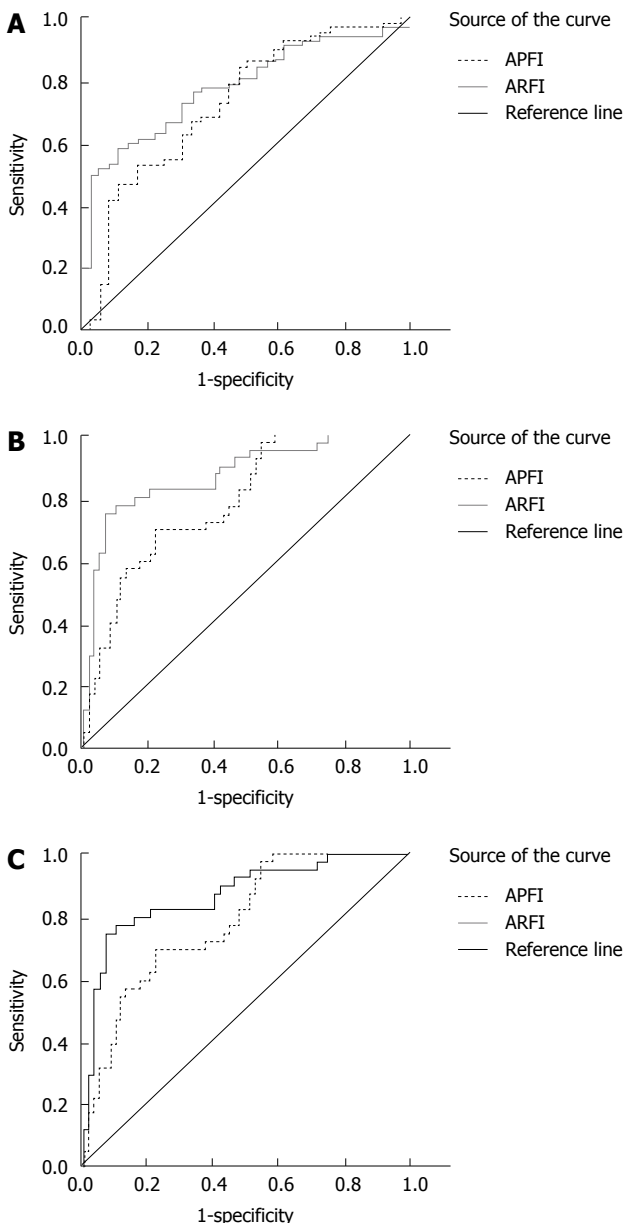 A
Source of the curve
APFI
ARFI
Reference line
1.0
0.8
0.6
0.4
0.2
0.0
Sensitivity
0.0 0.2 0.4 0.6 0.8 1.0
1-specificity
B
Source of the curve
APFI
ARFI
Reference line
1.0
0.8
0.6
0.4
0.2
0.0
Sensitivity
0.0 0.2 0.4 0.6 0.8 1.0
1-specificity
C
Source of the curve
APFI
ARFI
Reference line
1.0
0.8
0.6
0.4
0.2
0.0
Sensitivity
0.0 0.2 0.4 0.6 0.8 1.0
1-specificity